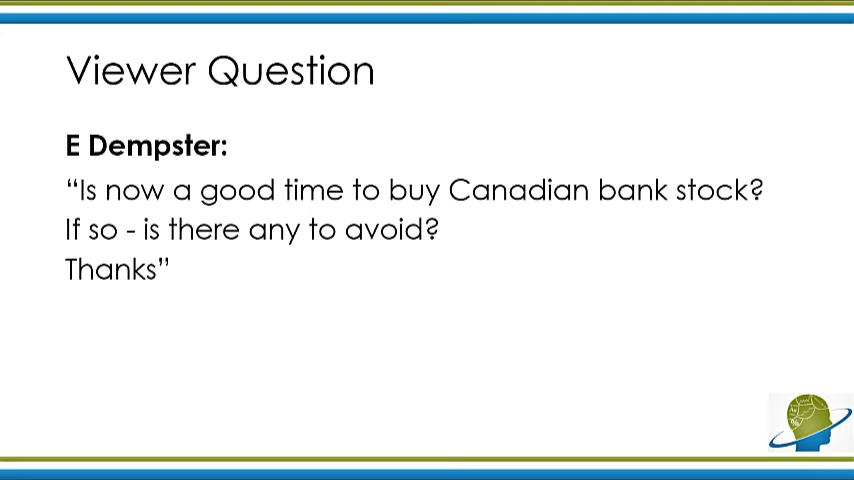 Viewer Question
E Dempster:
“Is now a good time to buy Canadian bank stock?
If so - is there any to avoid?
Thanks”